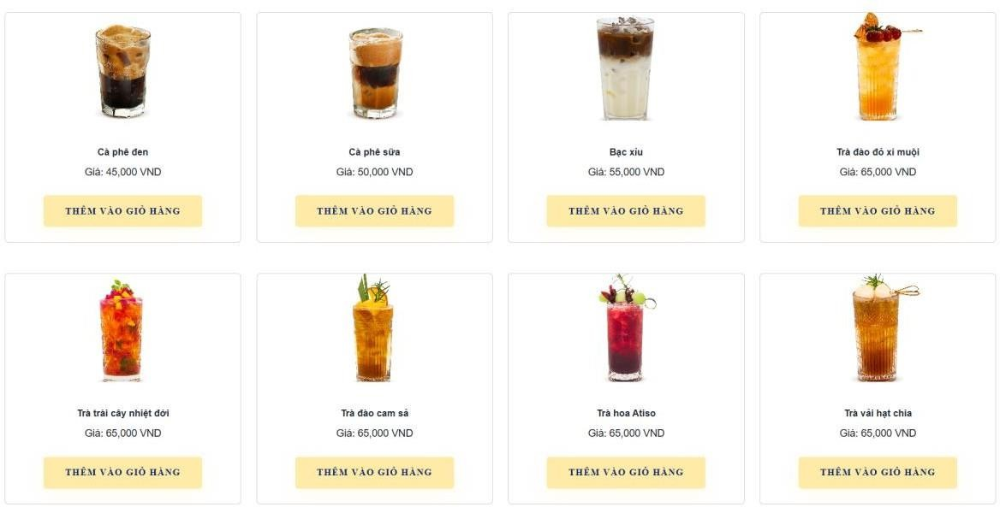 Cà phê đen
Giá: 45,000 VND
THÊM VÀO GIỎ HÀNG
Cà phê sữa
Giá: 50,000 VND
THÊM VÀO GIỎ HÀNG
Bạc xỉu
Giá: 55,000 VND
THÊM VÀO GIỎ HÀNG
Trà đào đỏ xí muội
Giá: 65,000 VND
THÊM VÀO GIỎ HÀNG
Trà trái cây nhiệt đới
Giá: 65,000 VND
THÊM VÀO GIỎ HÀNG
Trà đào cam sả
Giá: 65,000 VND
THÊM VÀO GIỎ HÀNG
Trà hoa Atiso
Giá: 65,000 VND
THÊM VÀO GIỎ HÀNG
Trà vải hạt chia
Giá: 65,000 VND
THÊM VÀO GIỎ HÀNG